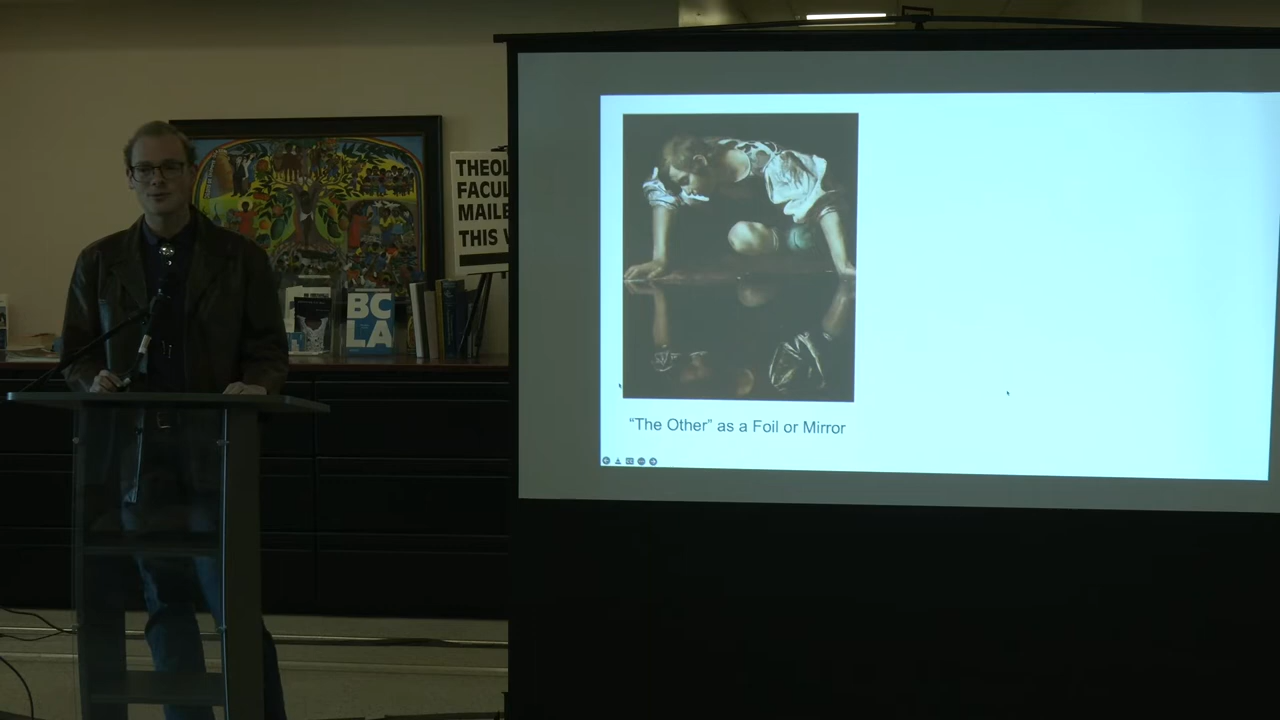 THEOL
FACUL
MAILE
THIS
BC
LA
“The Other” as a Foil or Mirror